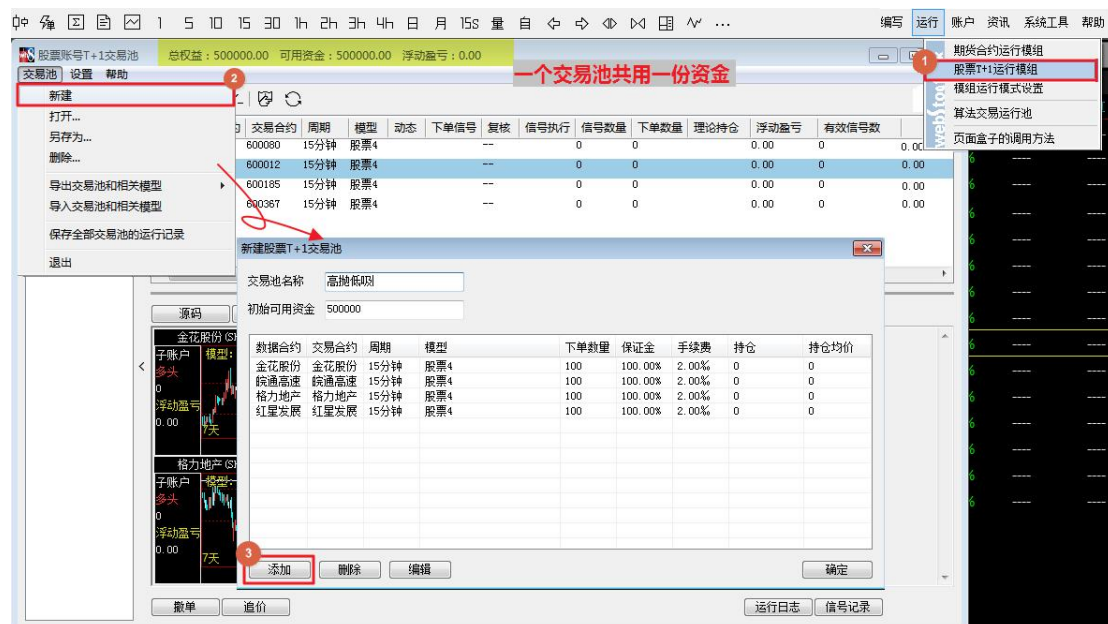 1 5 10 15 30 1h 2h 3h 4h 日 月 15s 量 自 ... 编写 运行 账户 资讯 系统工具 帮助
股票账号T+1交易池 总权益：500000.00 可用资金：500000.00 浮动盈亏：0.00
期货合约运行模组
1 股票T+1运行模组
模组运行模式设置
算法交易运行池
页面盒子的调用方法
webstock
一个交易池共用一份资金
交易池 设置 帮助
2
新建
打开...
另存为...
删除...
导出交易池和相关模型
导入交易池和相关模型
保存全部交易池的运行记录
退出
交易合约 周期 模型 动态 下单信号 复核 信号执行 信号数量 下单数量 理论持仓 浮动盈亏 有效信号数
600080 15分钟 股票4 -- 0 0 0.00 0 0.00
600012 15分钟 股票4 -- 0 0 0.00 0 0.00
600185 15分钟 股票4 -- 0 0 0.00 0 0.00
600367 15分钟 股票4 -- 0 0 0.00 0 0.00
新建股票T+1交易池
交易池名称 高抛低吸
初始可用资金 500000
数据合约 交易合约 周期 模型 下单数量 保证金 手续费 持仓 持仓均价
金花股份 金花股份 15分钟 股票4 100 100.00% 2.00‰ 0 0
皖通高速 皖通高速 15分钟 股票4 100 100.00% 2.00‰ 0 0
格力地产 格力地产 15分钟 股票4 100 100.00% 2.00‰ 0 0
红星发展 红星发展 15分钟 股票4 100 100.00% 2.00‰ 0 0
3
添加 删除 编辑 确定
源码
金花股份 (SH
子账户 模型:
多头
0
浮动盈亏
0.00
7天
格力地产 (SH
子账户 模型:
多头
0
浮动盈亏
0.00
7天
撤单 追价 运行日志 信号记录